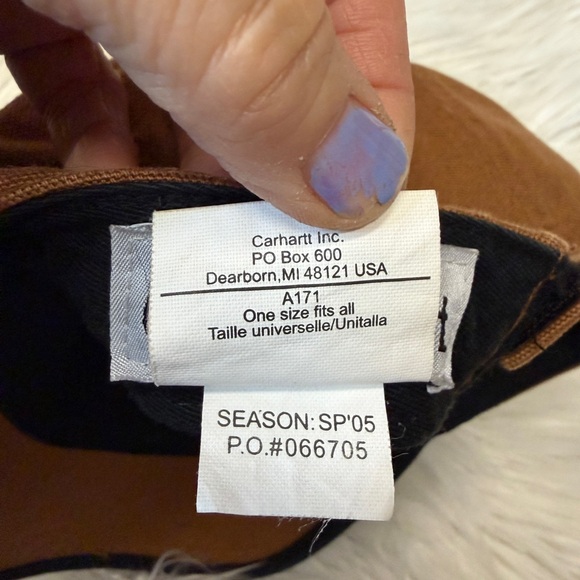 Carhartt Inc.
PO Box 600
Dearborn,MI 48121 USA
A171
One size fits all
Taille universelle/Unitalla
SEASON: SP'05
P.O.#066705